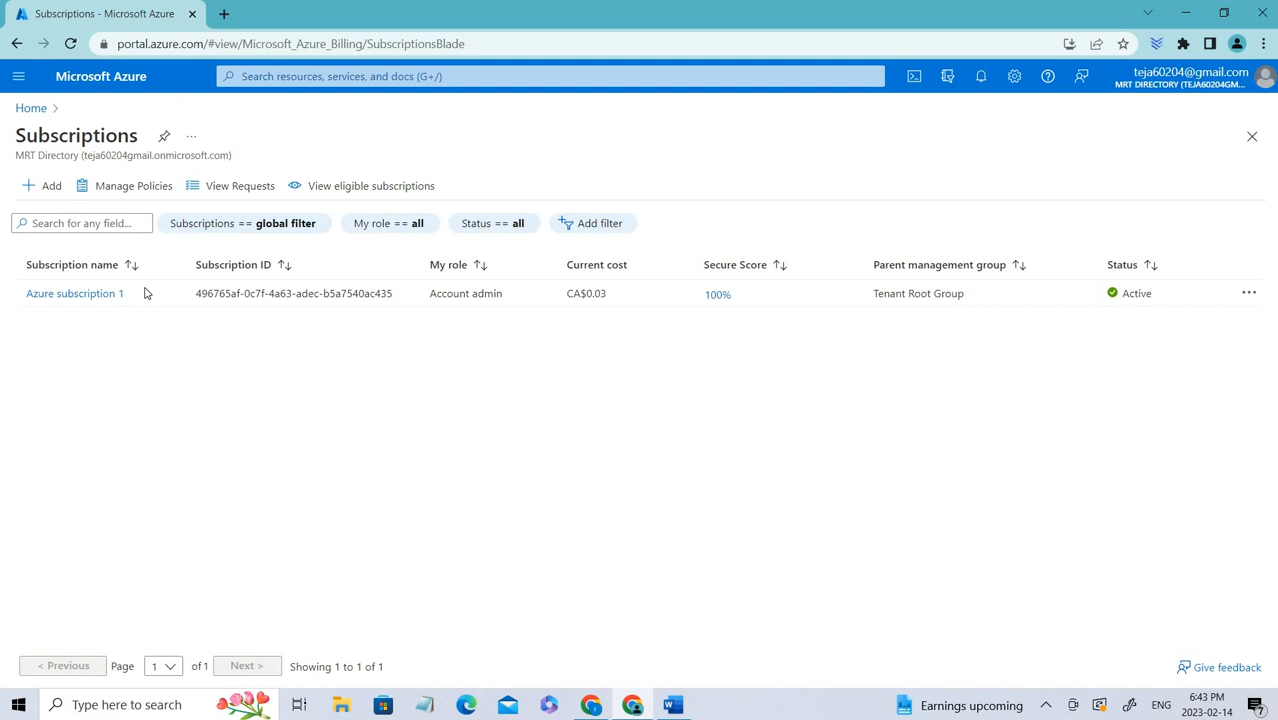 Subscriptions - Microsoft Azure
portal.azure.com/#view/Microsoft_Azure_Billing/SubscriptionsBlade
Microsoft Azure
Search resources, services, and docs (G+/)
teja60204@gmail.com
MRT DIRECTORY (TEJA60204GM...
Home
Subscriptions
MRT Directory (teja60204gmail.onmicrosoft.com)
Add Manage Policies View Requests View eligible subscriptions
Search for any field... Subscriptions == global filter My role == all Status == all Add filter
Subscription name Subscription ID My role Current cost Secure Score Parent management group Status
Azure subscription 1 496765af-0c7f-4a63-adec-b5a7540ac435 Account admin CA$0.03 100% Tenant Root Group Active
< Previous Page 1 of 1 Next > Showing 1 to 1 of 1 Give feedback
Type here to search Earnings upcoming ENG 6:43 PM
2023-02-14
7